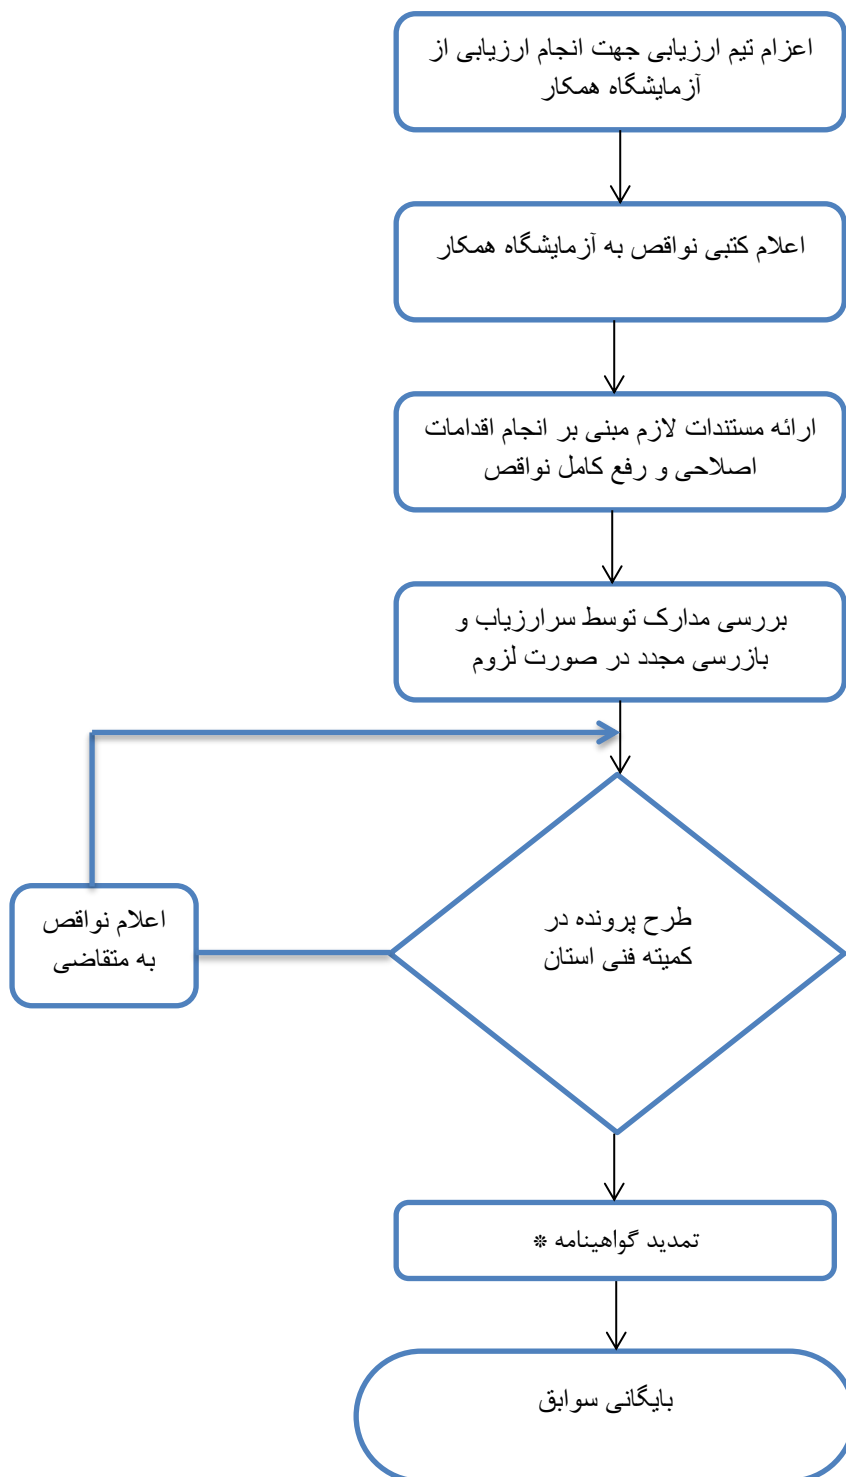 اعزام تیم ارزیابی جهت انجام ارزیابی از
آزمایشگاه همکار
اعلام کتبی نواقص به آزمایشگاه همکار
ارائه مستندات لازم مبنی بر انجام اقدامات
اصلاحی و رفع کامل نواقص
بررسی مدارک توسط سرارزیاب و
بازرسی مجدد در صورت لزوم
طرح پرونده در
کمیته فنی استان
اعلام نواقص
به متقاضی
تمدید گواهینامه *
بایگانی سوابق